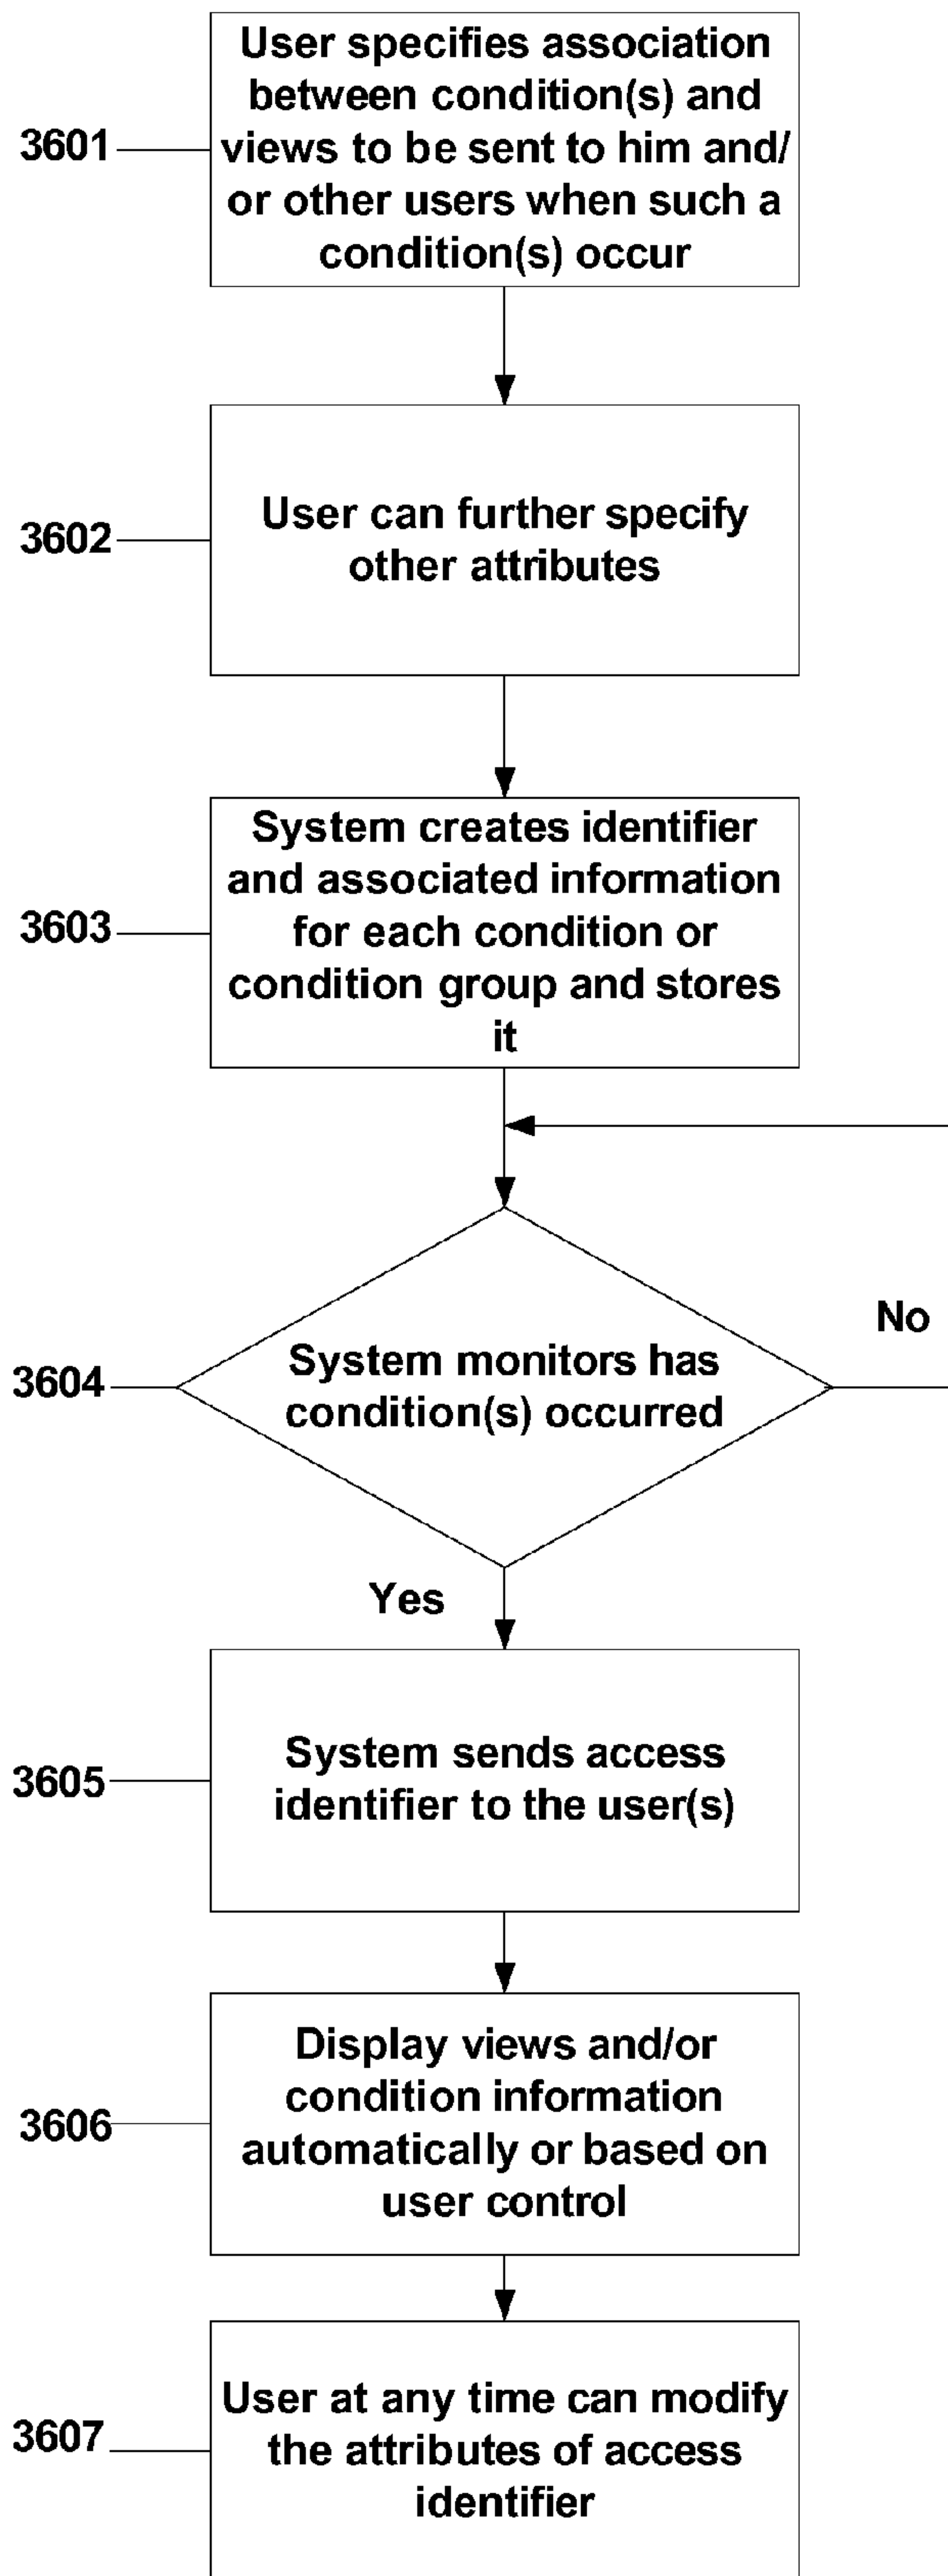 User specifies association
between condition(s) and
3601
views to be sent to him and/
or other users when such a
condition(s) occur
User can further specify
3602
other attributes
System creates identifier
and associated information
3603
for each condition or
condition group and stores
it
No
System monitors has
3604
condition(s) occurred
Yes
System sends access
3605
identifier to the user(s)
Display views and/or
condition information
3606
automatically or based on
user control
User at any time can modify
3607
the attributes of access
identifier